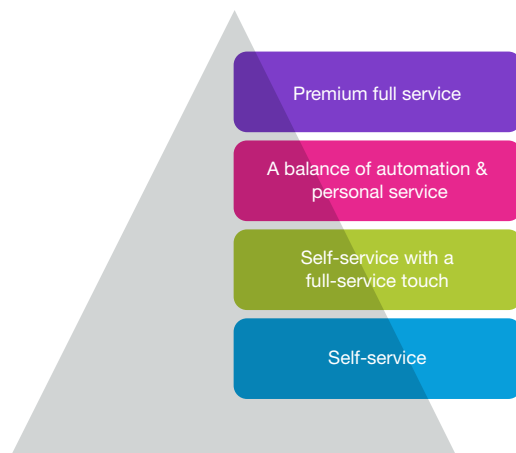 Premium full service
A balance of automation &
personal service
Self-service with a
full-service touch
Self-service